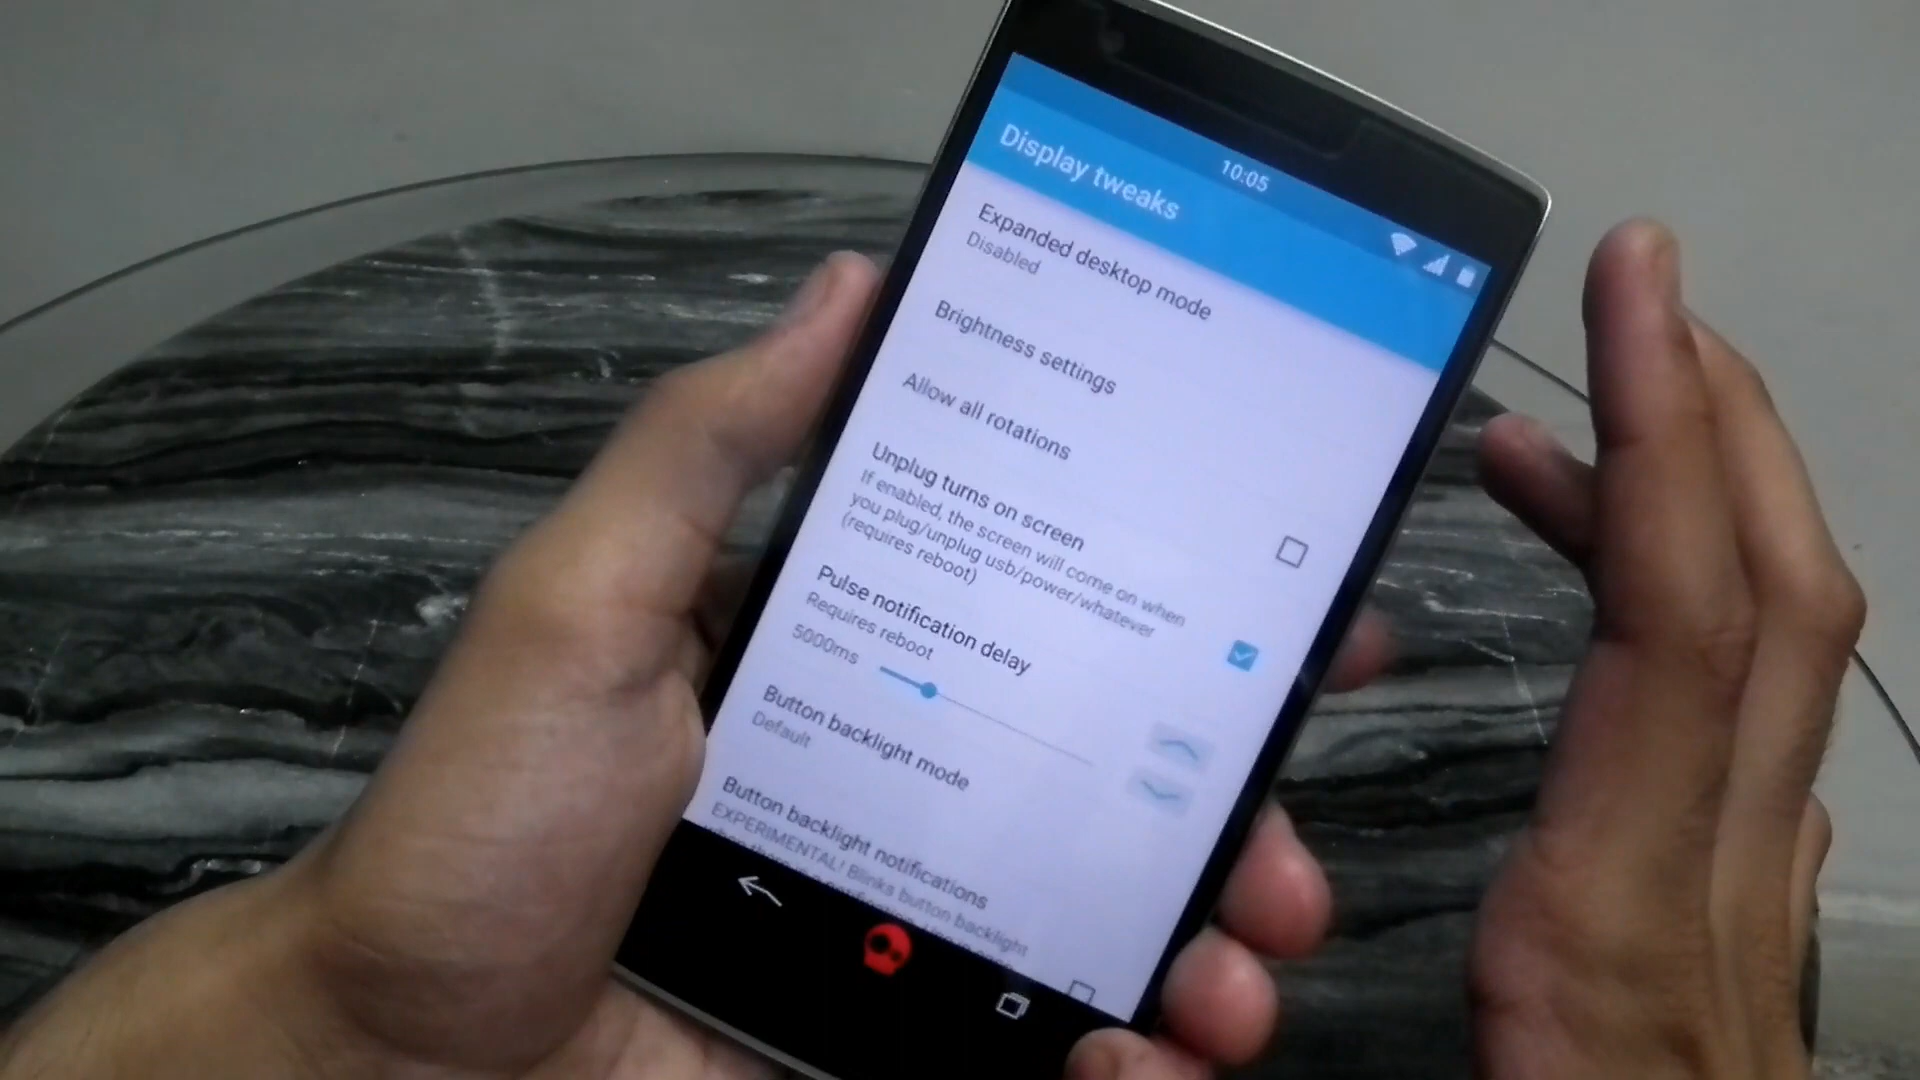 10:05
Display tweaks
Expanded desktop mode
Disabled
Brightness settings
Allow all rotations
Unplug turns on screen
If enabled, the screen will come on when
you plug/unplug usb/power/whatever
(requires reboot)
Pulse notification delay
Requires reboot
5000ms
Button backlight mode
Default
Button backlight notifications
EXPERIMENTAL! Blinks button backlight